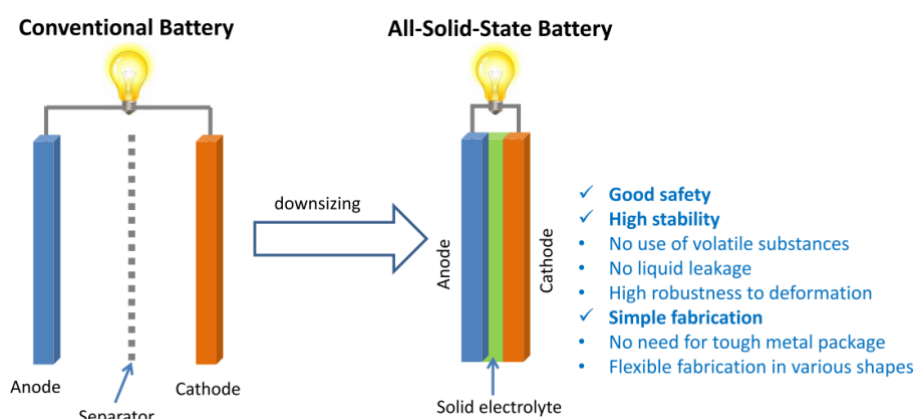 Conventional Battery
All-Solid-State Battery
downsizing
Anode
Cathode
Separator
Anode
Cathode
Solid electrolyte
✓ Good safety
✓ High stability
• No use of volatile substances
• No liquid leakage
• High robustness to deformation
✓ Simple fabrication
• No need for tough metal package
• Flexible fabrication in various shapes